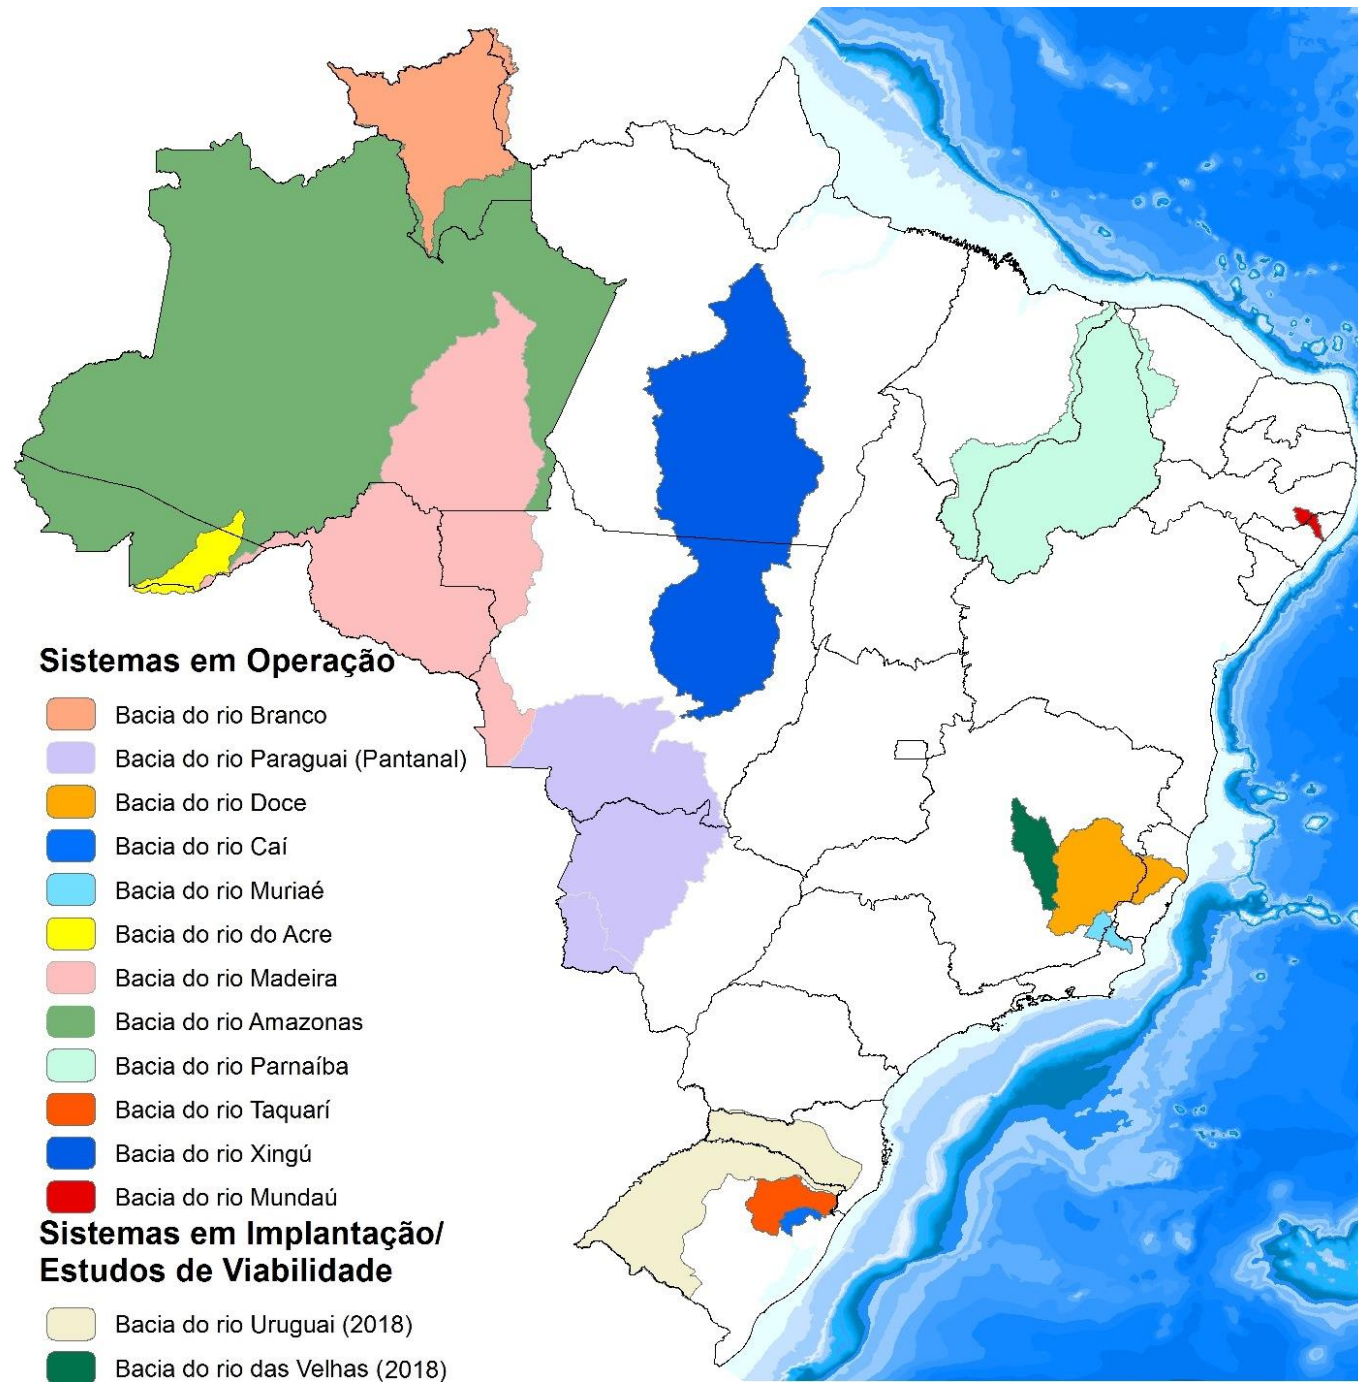 Sistemas em Operação
Bacia do rio Branco
Bacia do rio Paraguai (Pantanal)
Bacia do rio Doce
Bacia do rio Caí
Bacia do rio Muriaé
Bacia do rio do Acre
Bacia do rio Madeira
Bacia do rio Amazonas
Bacia do rio Parnaíba
Bacia do rio Taquarí
Bacia do rio Xingú
Bacia do rio Mundaú
Sistemas em Implantação/
Estudos de Viabilidade
Bacia do rio Uruguai (2018)
Bacia do rio das Velhas (2018)